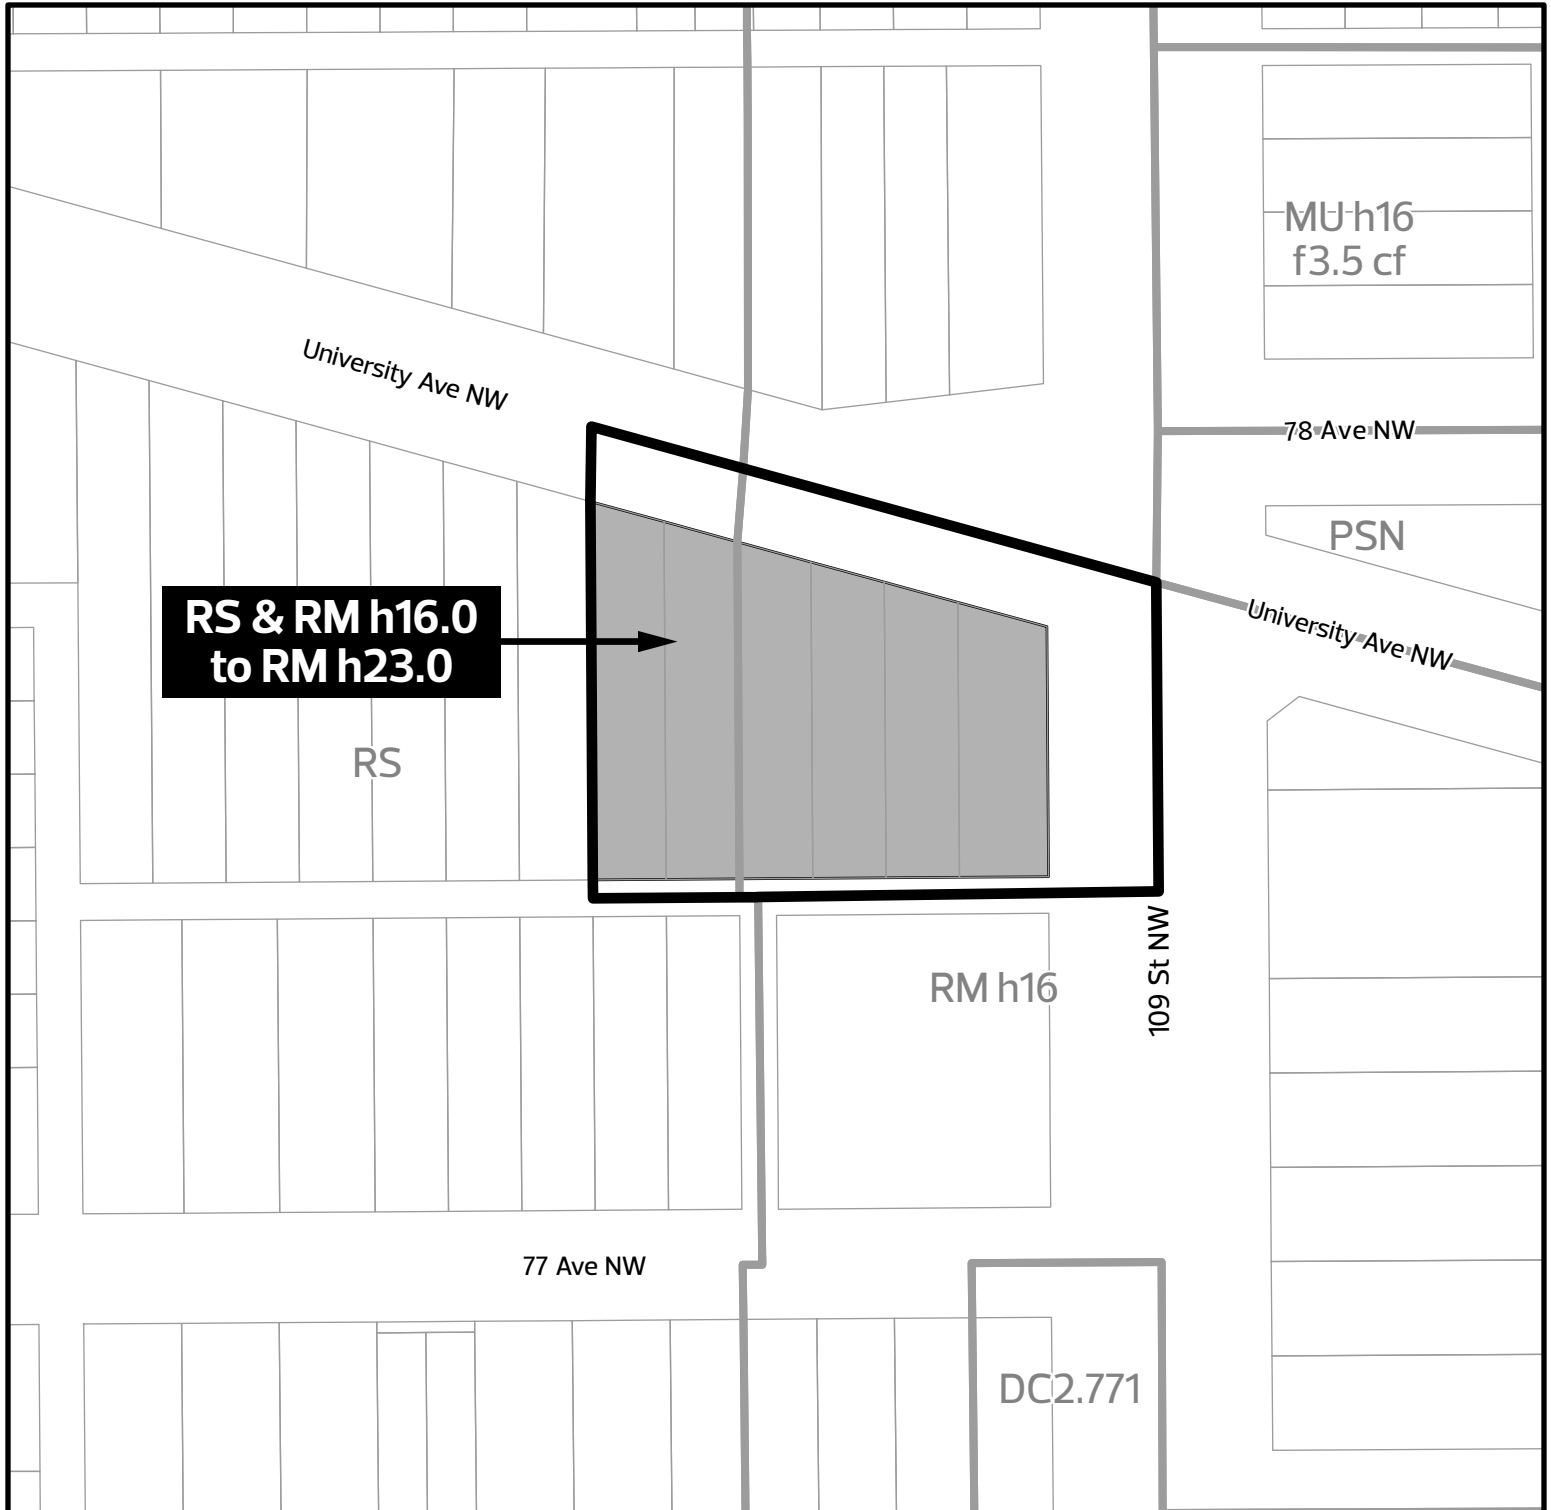 MU h16
f3.5 cf
University Ave NW
78 Ave NW
PSN
RS & RM h16.0
to RM h23.0
University Ave NW
RS
RM h16
109 St NW
77 Ave NW
DC2.771